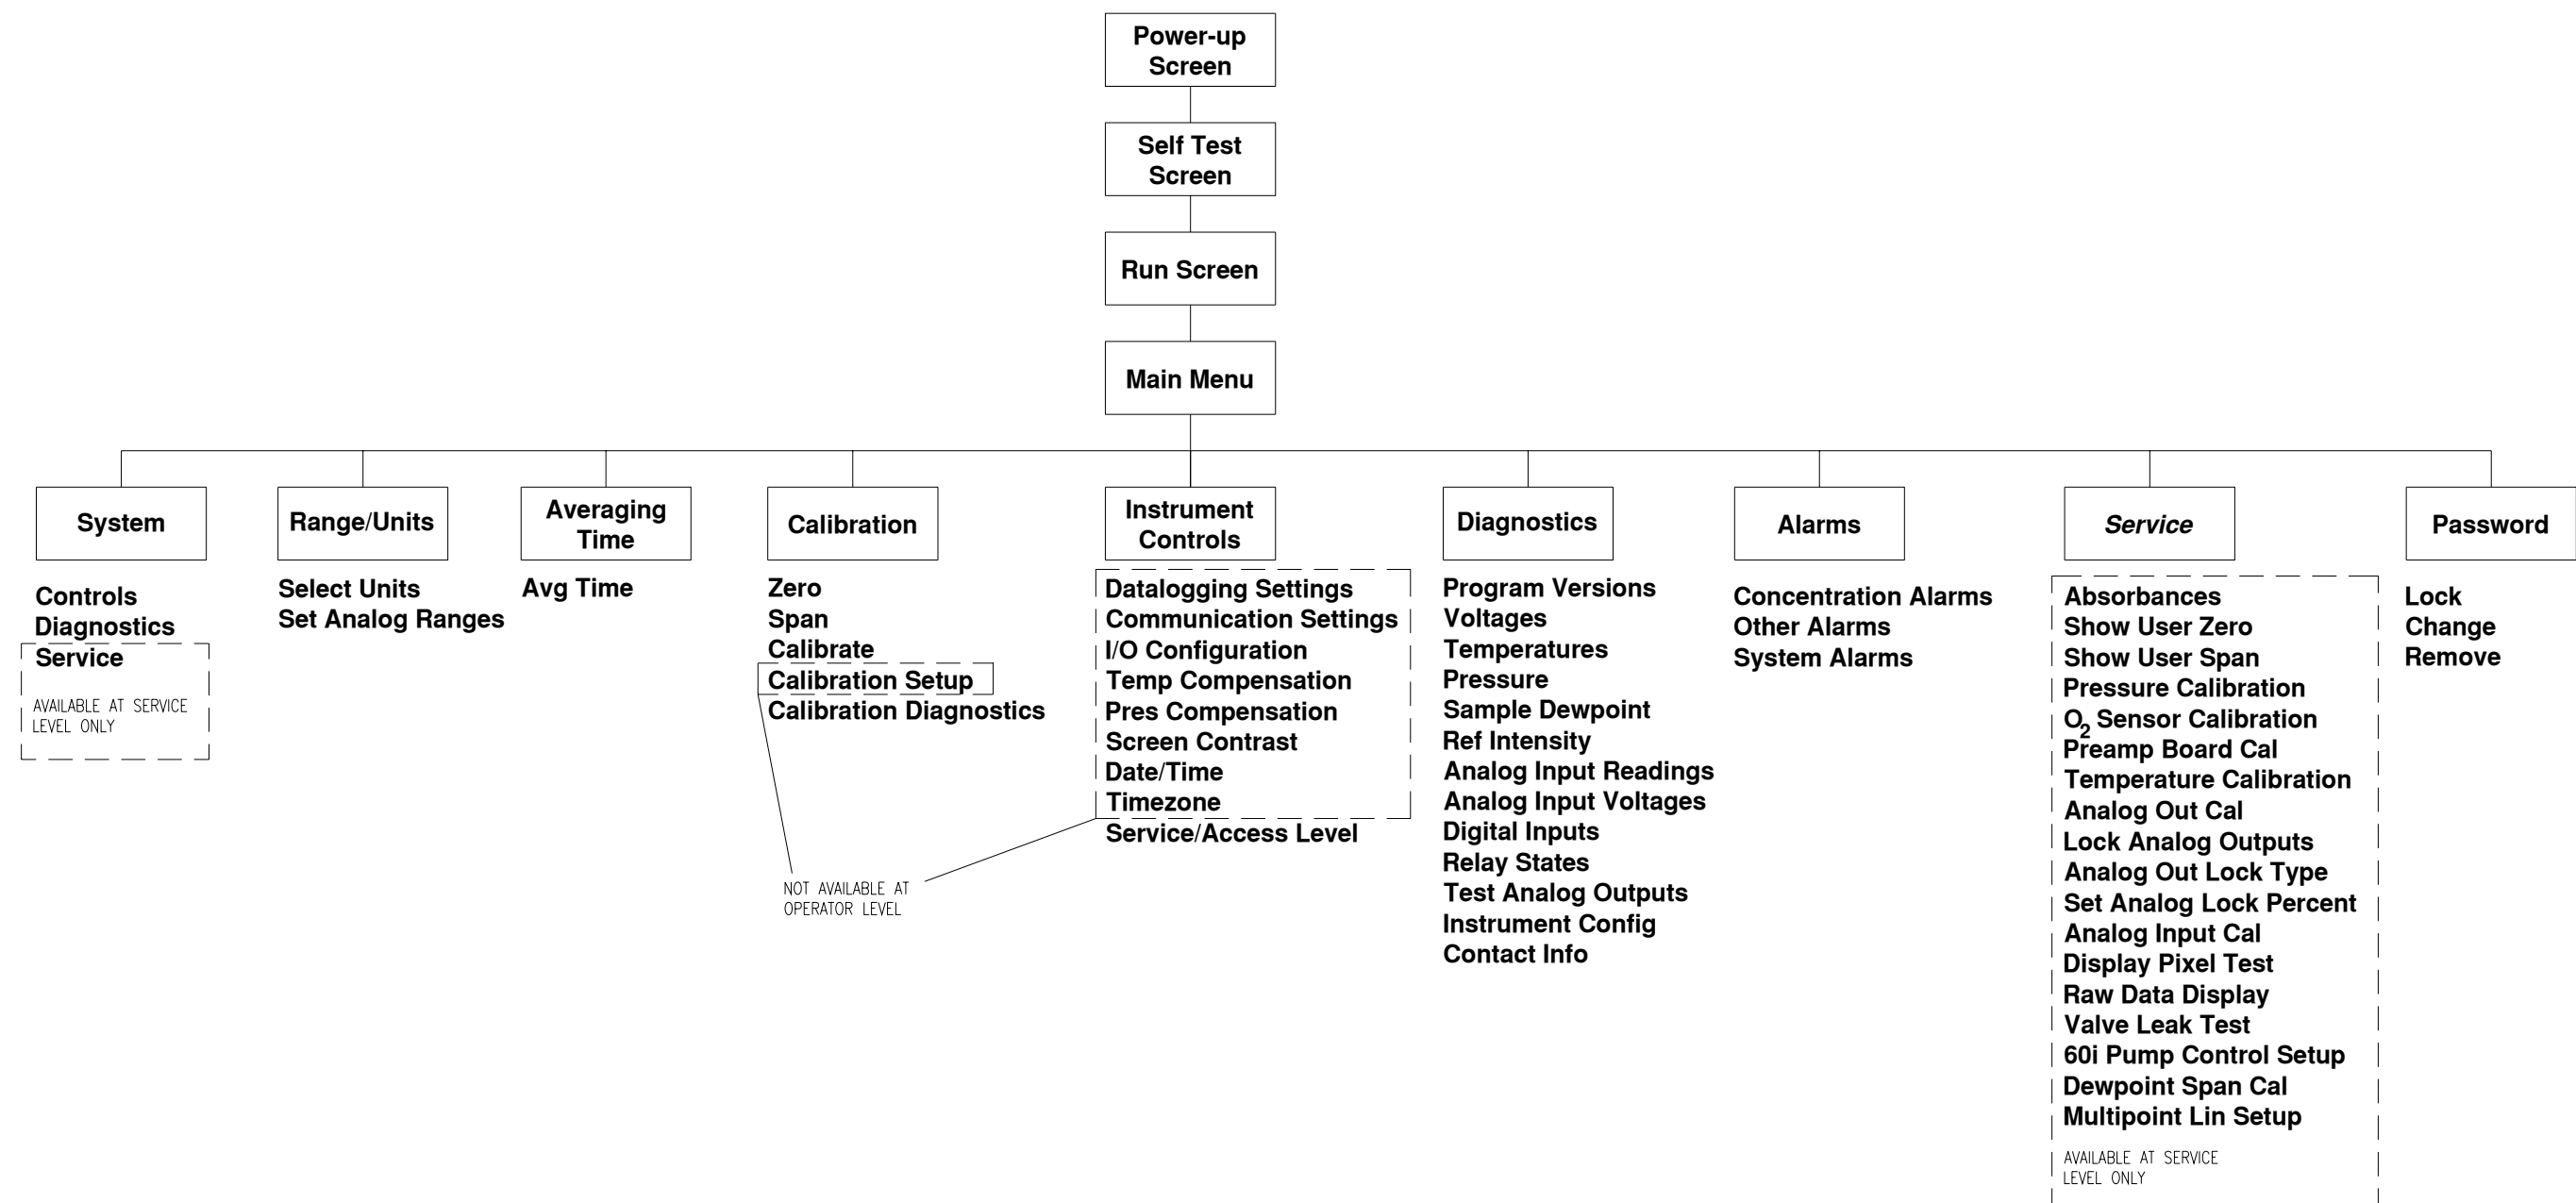 Power-up
Screen
Self Test
Screen
Run Screen
Main Menu
System
Controls
Diagnostics
Service
AVAILABLE AT SERVICE
LEVEL ONLY
Range/Units
Select Units
Set Analog Ranges
Averaging
Time
Avg Time
Calibration
Zero
Span
Calibrate
Calibration Setup
Calibration Diagnostics
NOT AVAILABLE AT
OPERATOR LEVEL
Instrument
Controls
Datalogging Settings
Communication Settings
I/O Configuration
Temp Compensation
Pres Compensation
Screen Contrast
Date/Time
Timezone
Service/Access Level
Diagnostics
Program Versions
Voltages
Temperatures
Pressure
Sample Dewpoint
Ref Intensity
Analog Input Readings
Analog Input Voltages
Digital Inputs
Relay States
Test Analog Outputs
Instrument Config
Contact Info
Alarms
Concentration Alarms
Other Alarms
System Alarms
Service
Absorbances
Show User Zero
Show User Span
Pressure Calibration
O2 Sensor Calibration
Preamp Board Cal
Temperature Calibration
Analog Out Cal
Lock Analog Outputs
Analog Out Lock Type
Set Analog Lock Percent
Analog Input Cal
Display Pixel Test
Raw Data Display
Valve Leak Test
60i Pump Control Setup
Dewpoint Span Cal
Multipoint Lin Setup
AVAILABLE AT SERVICE
LEVEL ONLY
Password
Lock
Change
Remove